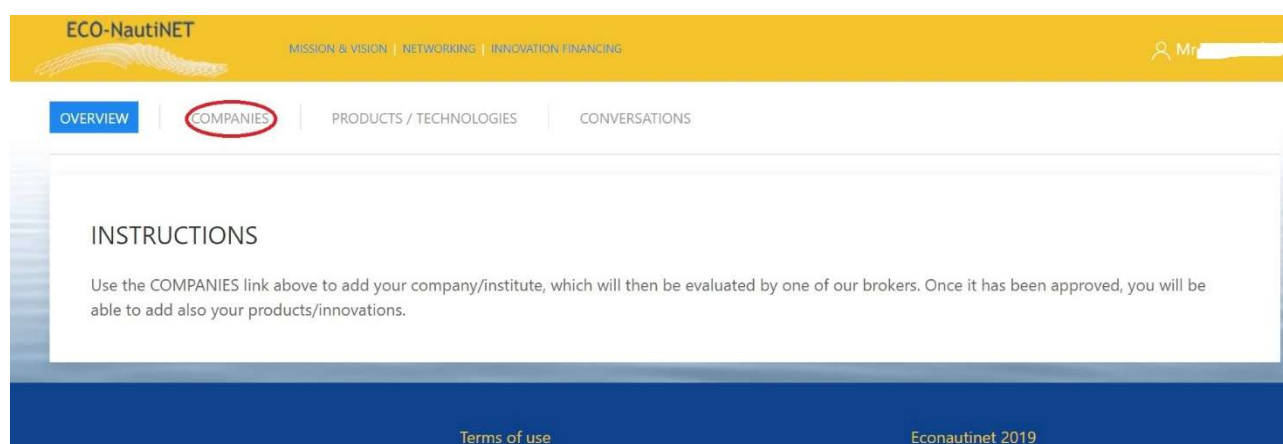 ECO-NautiNET
MISSION & VISION | NETWORKING | INNOVATION FINANCING
Mr
OVERVIEW
COMPANIES
PRODUCTS / TECHNOLOGIES
CONVERSATIONS
INSTRUCTIONS
Use the COMPANIES link above to add your company/institute, which will then be evaluated by one of our brokers. Once it has been approved, you will be
able to add also your products/innovations.
Terms of use
Econautinet 2019